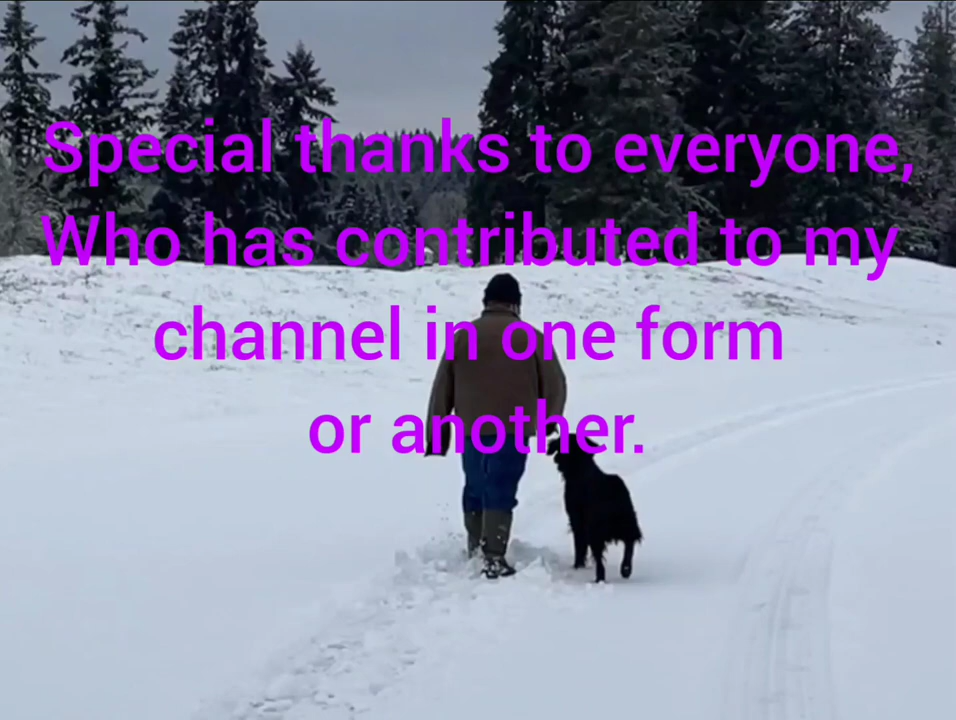 Special thanks to everyone,
Who has contributed to my
channel in one form
or another.